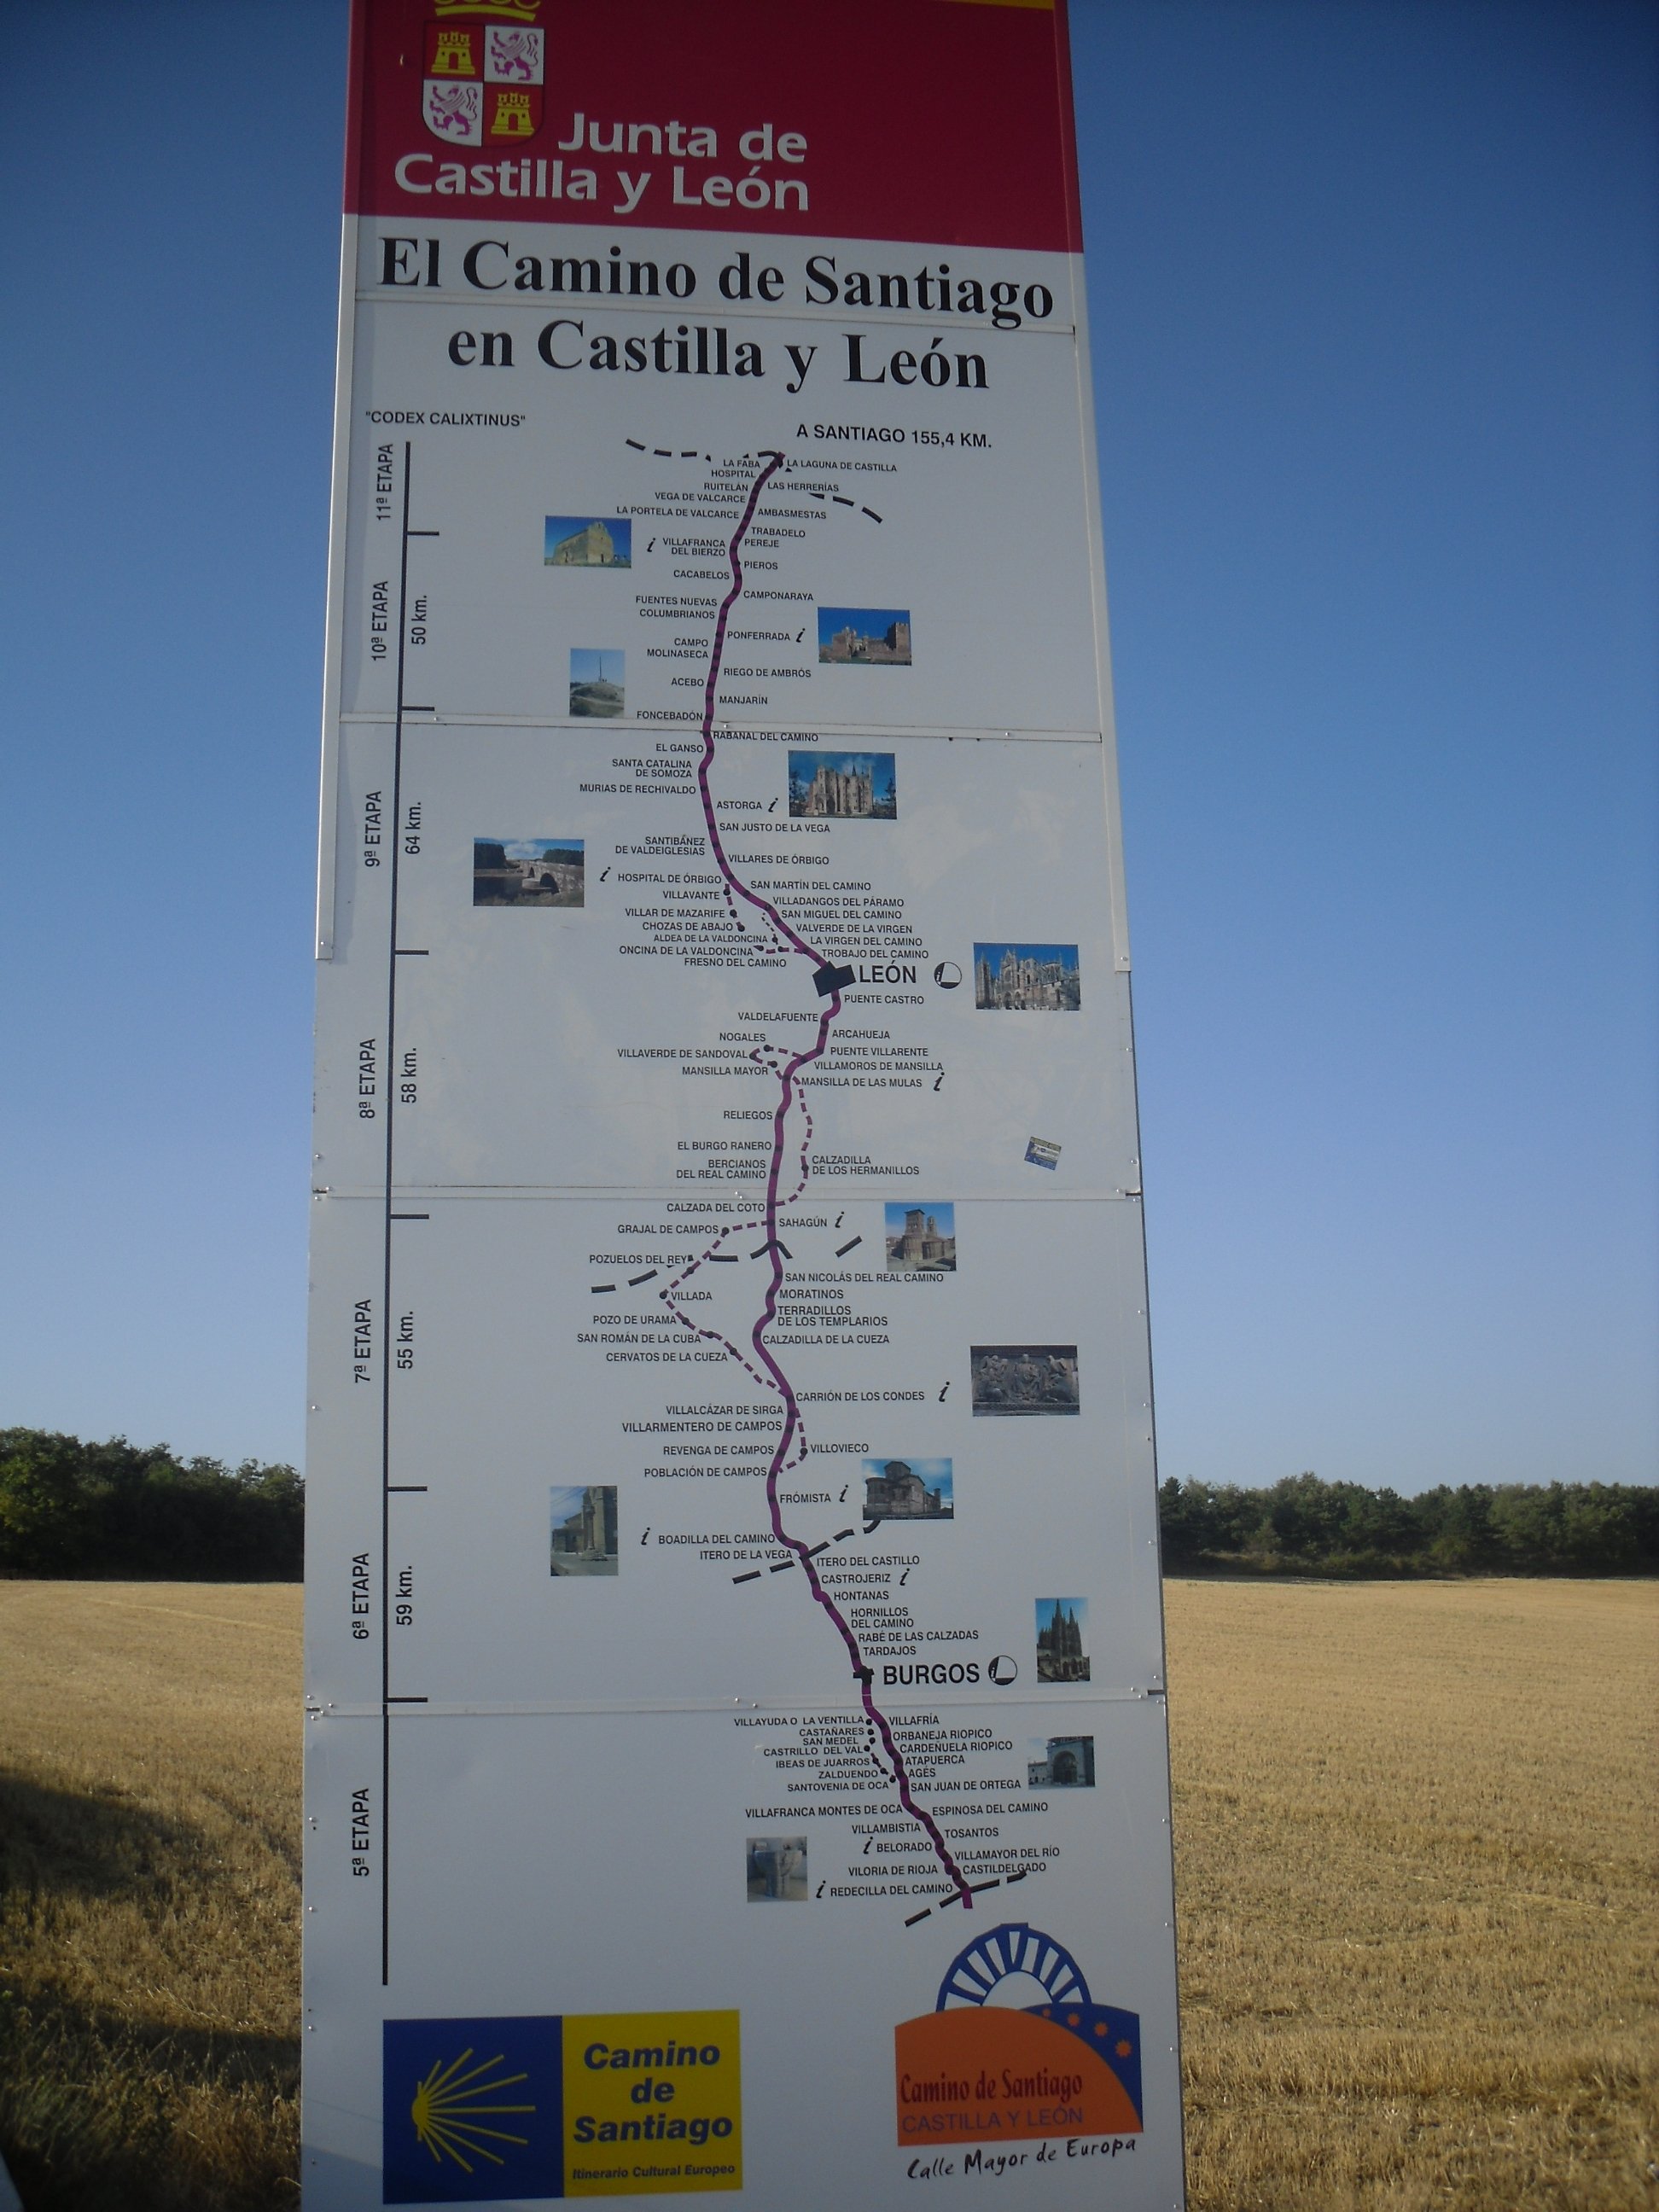 Junta de
Castilla y León
El Camino de Santiago
en Castilla y León
"CODEX CALIXTINUS"
A SANTIAGO 155,4 KM.
11ª ETAPA
LA FABA
LA LAGUNA DE CASTILLA
HOSPITAL
RUITELÁN
LAS HERRERÍAS
VEGA DE VALCARCE
LA PORTELA DE VALCARCE
AMBASMESTAS
TRABADELO
i VILLAFRANCA
DEL BIERZO
PEREJE
PIEROS
CACABELOS
10ª ETAPA
50 km.
CAMPONARAYA
FUENTES NUEVAS
COLUMBRIANOS
PONFERRADA i
CAMPO
MOLINASECA
RIEGO DE AMBRÓS
ACEBO
MANJARÍN
FONCEBADÓN
RABANAL DEL CAMINO
EL GANSO
SANTA CATALINA
DE SOMOZA
MURIAS DE RECHIVALDO
9ª ETAPA
64 km.
ASTORGA i
SAN JUSTO DE LA VEGA
SANTIBÁÑEZ
DE VALDEIGLESIAS
VILLARES DE ÓRBIGO
i HOSPITAL DE ÓRBIGO
SAN MARTÍN DEL CAMINO
VILLAVANTE
VILLADANGOS DEL PÁRAMO
VILLAR DE MAZARIFE
SAN MIGUEL DEL CAMINO
CHOZAS DE ABAJO
VALVERDE DE LA VIRGEN
ALDEA DE LA VALDONCINA
LA VIRGEN DEL CAMINO
ONCINA DE LA VALDONCINA
TROBAJO DEL CAMINO
FRESNO DEL CAMINO
LEÓN i
PUENTE CASTRO
VALDELAFUENTE
ARCAHUEJA
8ª ETAPA
58 km.
NOGALES
PUENTE VILLARENTE
VILLAVERDE DE SANDOVAL
VILLAMOROS DE MANSILLA
MANSILLA MAYOR
MANSILLA DE LAS MULAS i
RELIEGOS
EL BURGO RANERO
BERCIANOS
DEL REAL CAMINO
CALZADILLA
DE LOS HERMANILLOS
CALZADA DEL COTO
GRAJAL DE CAMPOS
SAHAGÚN i
POZUELOS DEL REY
SAN NICOLÁS DEL REAL CAMINO
VILLADA
MORATINOS
7ª ETAPA
55 km.
TERRADILLOS
DE LOS TEMPLARIOS
POZO DE URAMA
SAN ROMÁN DE LA CUBA
CALZADILLA DE LA CUEZA
CERVATOS DE LA CUEZA
CARRIÓN DE LOS CONDES i
VILLALCÁZAR DE SIRGA
VILLARMENTERO DE CAMPOS
REVENGA DE CAMPOS
VILLOVIECO
POBLACIÓN DE CAMPOS
FRÓMISTA i
i BOADILLA DEL CAMINO
ITERO DE LA VEGA
ITERO DEL CASTILLO
6ª ETAPA
59 km.
CASTROJERIZ i
HONTANAS
HORNILLOS
DEL CAMINO
RABÉ DE LAS CALZADAS
TARDAJOS
BURGOS i
VILLAYUDA O LA VENTILLA
VILLAFRÍA
CASTAÑARES
ORBANEJA RIOPICO
SAN MEDEL
CARDEÑUELA RIOPICO
CASTRILLO DEL VAL
ATAPUERCA
IBEAS DE JUARROS
AGÉS
ZALDUENDO
SANTOVENIA DE OCA
SAN JUAN DE ORTEGA
5ª ETAPA
VILLAFRANCA MONTES DE OCA
ESPINOSA DEL CAMINO
VILLAMBISTIA
TOSANTOS
i BELORADO
VILLAMAYOR DEL RÍO
VILORIA DE RIOJA
CASTILDELGADO
i REDECILLA DEL CAMINO
Camino
de
Santiago
Itinerario Cultural Europeo
Camino de Santiago
CASTILLA Y LEÓN
Calle Mayor de Europa